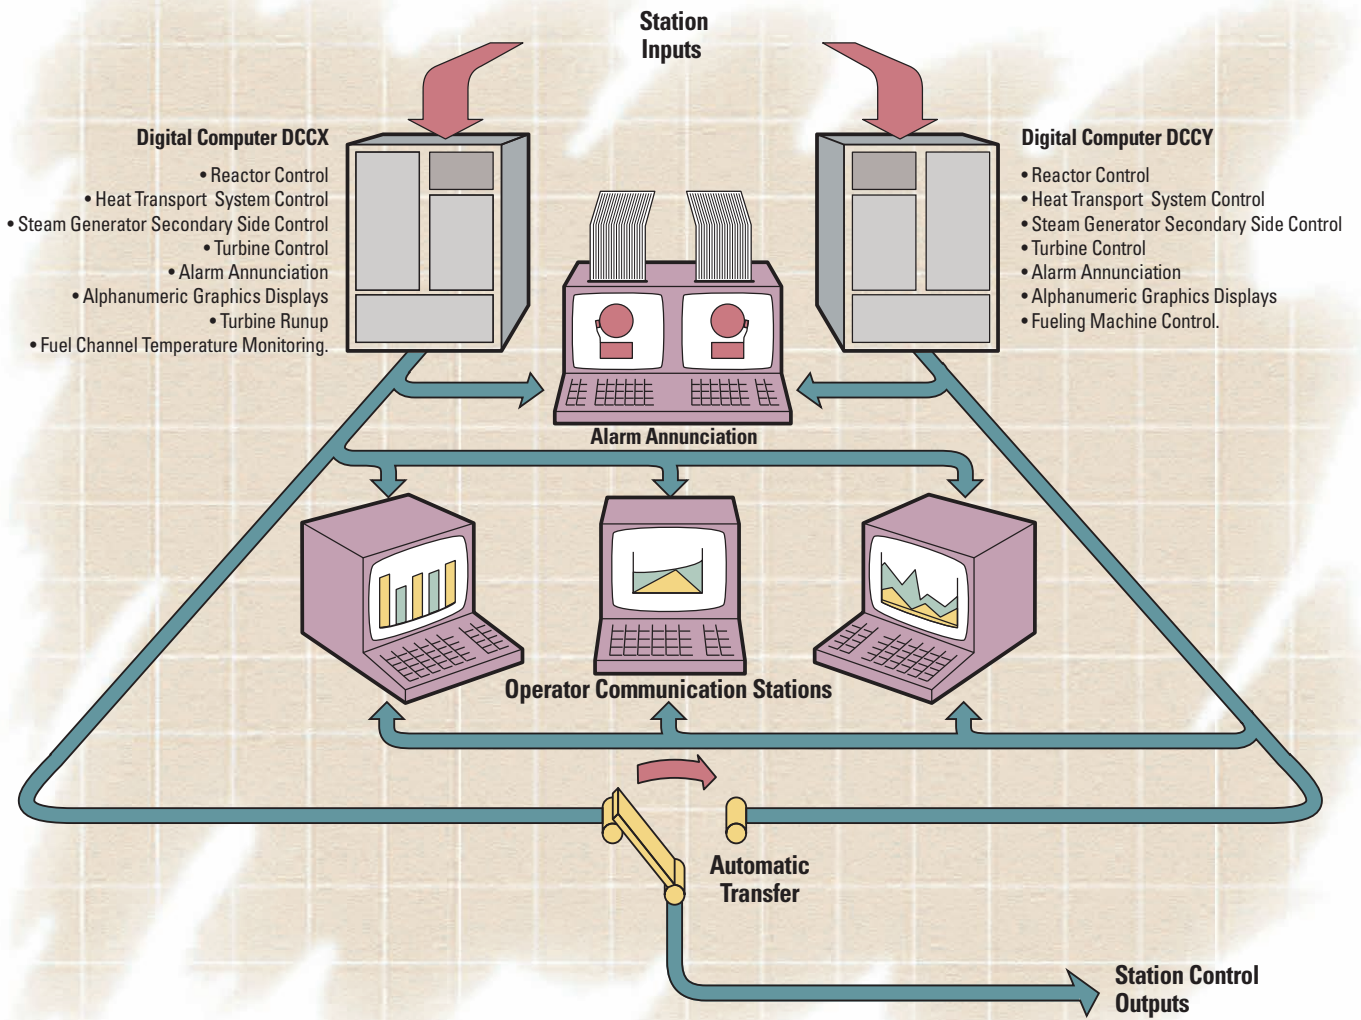 Station
Inputs
Digital Computer DCCX
• Reactor Control
• Heat Transport System Control
• Steam Generator Secondary Side Control
• Turbine Control
• Alarm Annunciation
• Alphanumeric Graphics Displays
• Turbine Runup
• Fuel Channel Temperature Monitoring.
Digital Computer DCCY
• Reactor Control
• Heat Transport System Control
• Steam Generator Secondary Side Control
• Turbine Control
• Alarm Annunciation
• Alphanumeric Graphics Displays
• Fueling Machine Control.
Alarm Annunciation
Operator Communication Stations
Automatic
Transfer
Station Control
Outputs